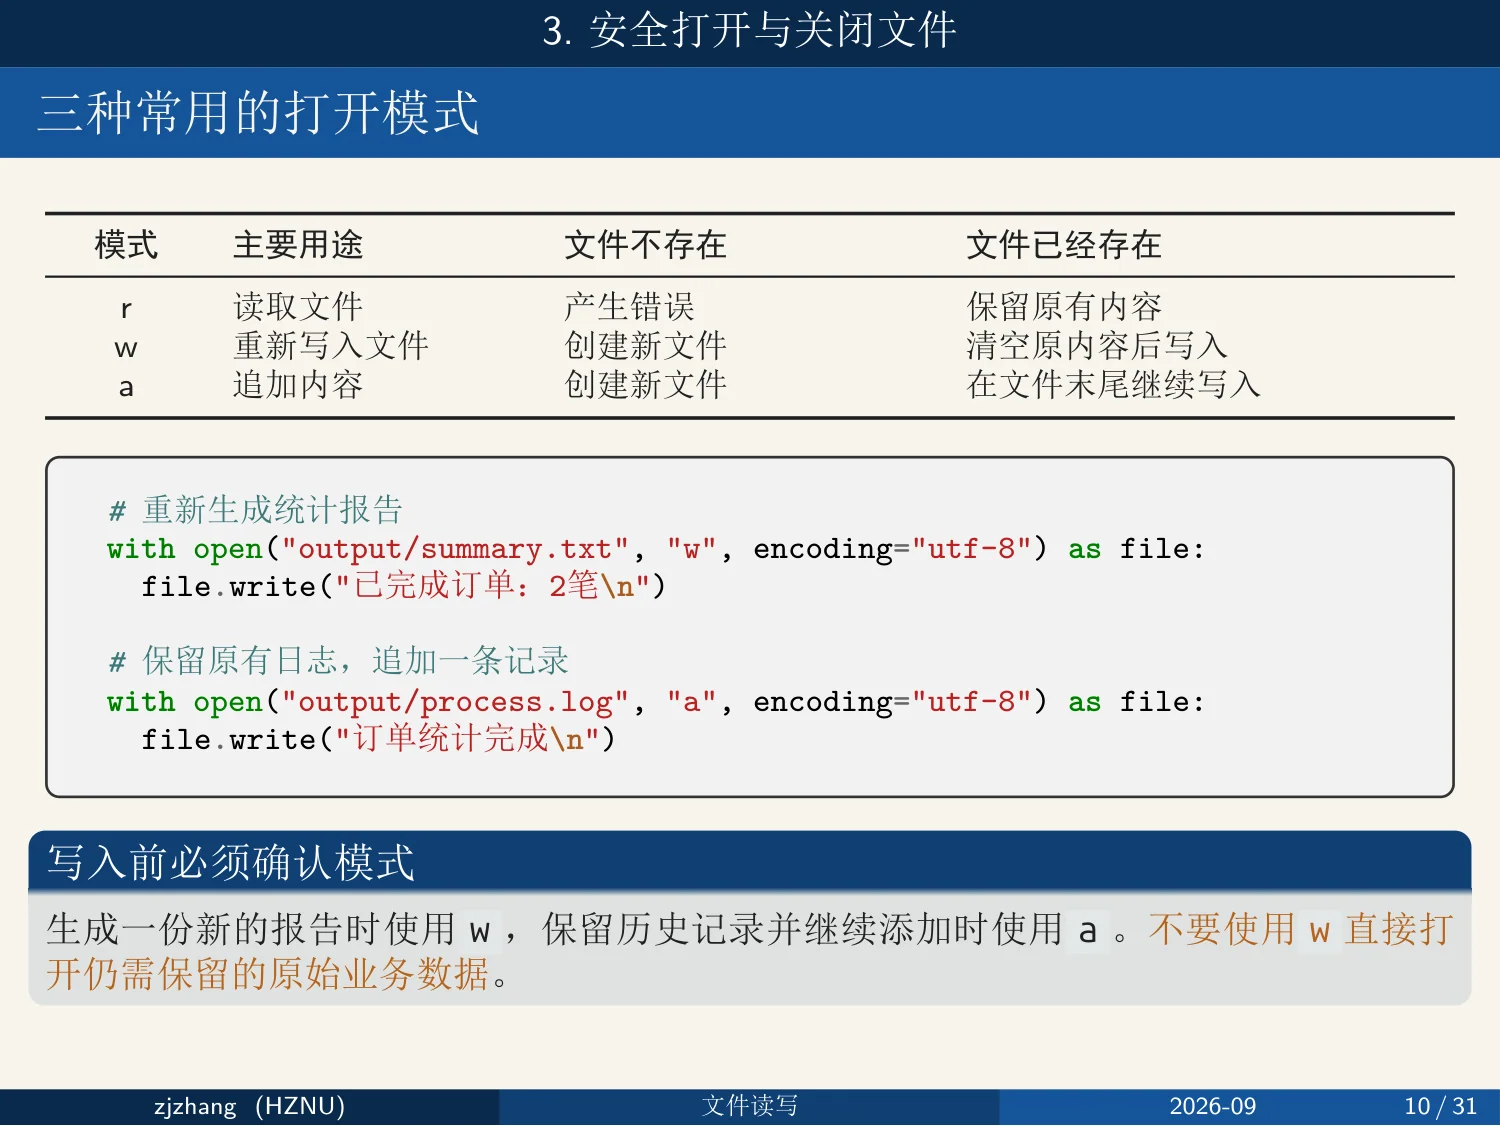 3. 安全打开与关闭文件
三种常用的打开模式
模式 主要用途 文件不存在 文件已经存在
r 读取文件 产生错误 保留原有内容
w 重新写入文件 创建新文件 清空原内容后写入
a 追加内容 创建新文件 在文件末尾继续写入
# 重新生成统计报告
with open("output/summary.txt", "w", encoding="utf-8") as file:
  file.write("已完成订单：2笔\n")
# 保留原有日志，追加一条记录
with open("output/process.log", "a", encoding="utf-8") as file:
  file.write("订单统计完成\n")
写入前必须确认模式
生成一份新的报告时使用 w ，保留历史记录并继续添加时使用 a 。不要使用 w 直接打
开仍需保留的原始业务数据。
zjzhang (HZNU) 文件读写 2026-09 10 / 31